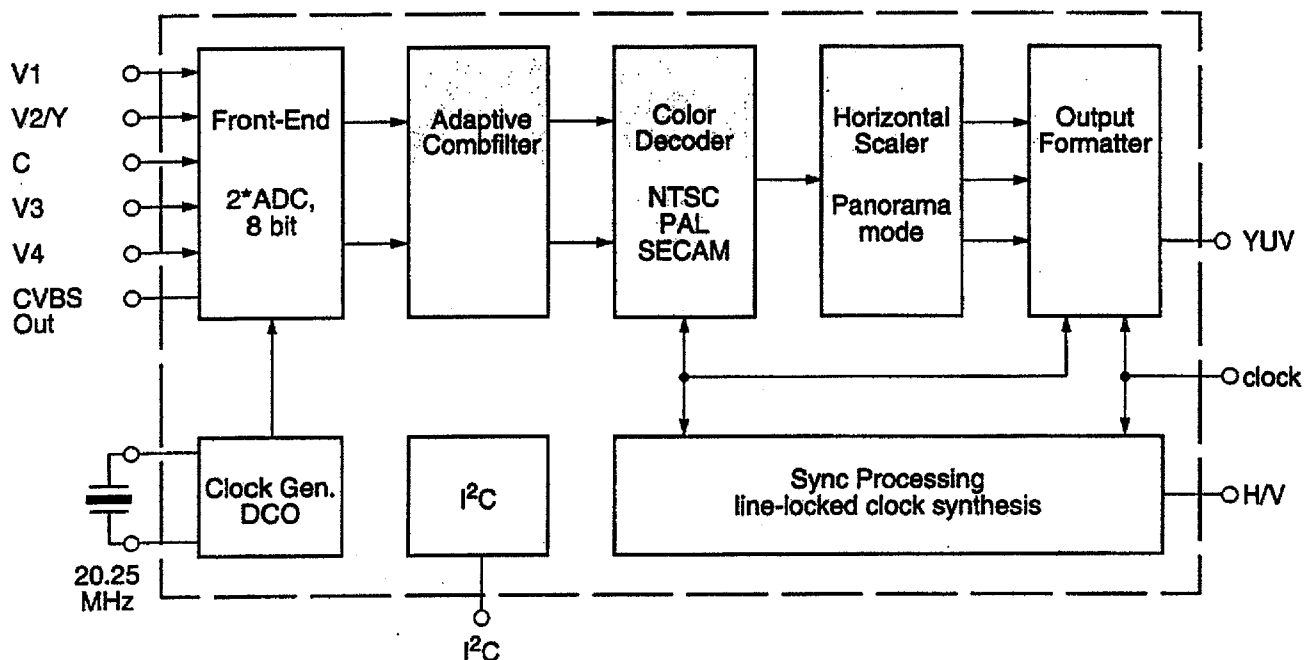 V1
V2/Y
C
V3
V4
CVBS
Out
Front-End
2*ADC,
8 bit
Adaptive
Combfilter
Color
Decoder
NTSC
PAL
SECAM
Horizontal
Scaler
Panorama
mode
Output
Formatter
YUV
clock
Clock Gen.
DCO
I²C
Sync Processing
line-locked clock synthesis
H/V
20.25
MHz
I²C